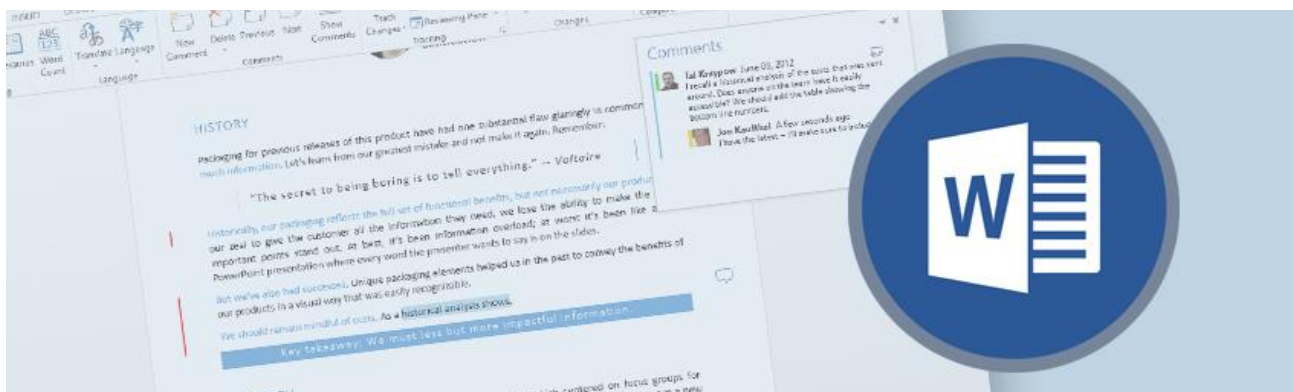 INSERT
ABC
123
Word
Count
Translate Language
Language
New
Comment
Delete Previous Next
Show
Comments
Comments
Track
Changes
Reviewing Pane
Tracking
Changes
HISTORY
Packaging for previous releases of this product have had one substantial flaw glaringly in common
much information. Let's learn from our greatest mistake and not make it again. Remember:
"The secret to being boring is to tell everything." -- Voltaire
Historically, our packaging reflects the full set of functional benefits, but not necessarily our produc
our zeal to give the customer all the information they need, we lose the ability to make the
important points stand out. At best, it's been information overload; at worst it's been like a
PowerPoint presentation where every word the presenter wants to say is on the slides.
But we've also had successes. Unique packaging elements helped us in the past to convey the benefits of
our products in a visual way that was easily recognizable.
We should remain mindful of costs. As a historical analysis shows,
Key takeaway: We must less but more impactful information.
centered on focus groups for
a new
Comments
Tal June 03, 2012
I recall a historical analysis of the costs that was sent
around. Does anyone on the team have is easily
accessible? We should add the table showing the
bottom line numbers.
Jon A few seconds ago
I have the latest – I'll make sure to includ
W